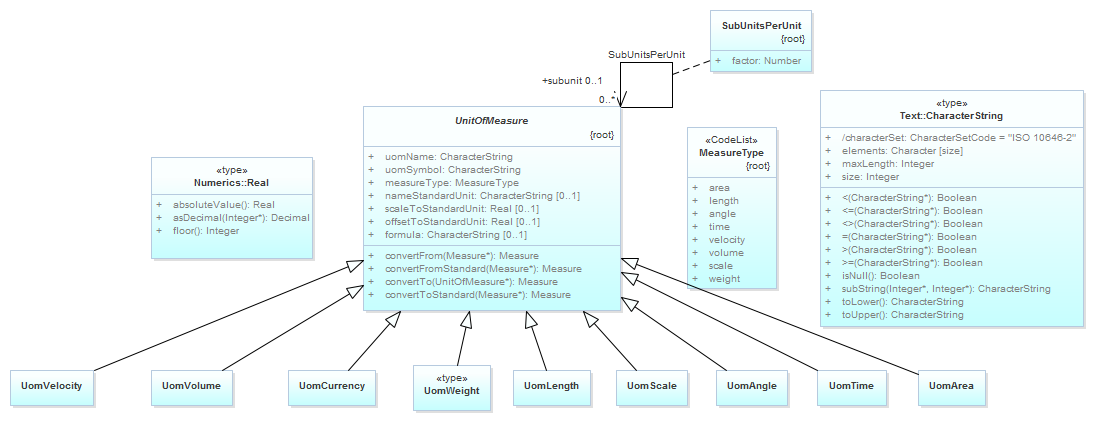 SubUnitsPerUnit
{root}
+ factor: Number
SubUnitsPerUnit
+subunit 0..1
0..*
UnitOfMeasure
{root}
+ uomName: CharacterString
+ uomSymbol: CharacterString
+ measureType: MeasureType
+ nameStandardUnit: CharacterString [0..1]
+ scaleToStandardUnit: Real [0..1]
+ offsetToStandardUnit: Real [0..1]
+ formula: CharacterString [0..1]
+ convertFrom(Measure*): Measure
+ convertFromStandard(Measure*): Measure
+ convertTo(UnitOfMeasure*): Measure
+ convertToStandard(Measure*): Measure
«type»
Numerics::Real
+ absoluteValue(): Real
+ asDecimal(Integer*): Decimal
+ floor(): Integer
«CodeList»
MeasureType
{root}
+ area
+ length
+ angle
+ time
+ velocity
+ volume
+ scale
+ weight
«type»
Text::CharacterString
+ /characterSet: CharacterSetCode = "ISO 10646-2"
+ elements: Character [size]
+ maxLength: Integer
+ size: Integer
+ <(CharacterString*): Boolean
+ <=(CharacterString*): Boolean
+ <>(CharacterString*): Boolean
+ =(CharacterString*): Boolean
+ >(CharacterString*): Boolean
+ >=(CharacterString*): Boolean
+ isNull(): Boolean
+ subString(Integer*, Integer*): CharacterString
+ toLower(): CharacterString
+ toUpper(): CharacterString
UomVelocity
UomVolume
UomCurrency
«type»
UomWeight
UomLength
UomScale
UomAngle
UomTime
UomArea